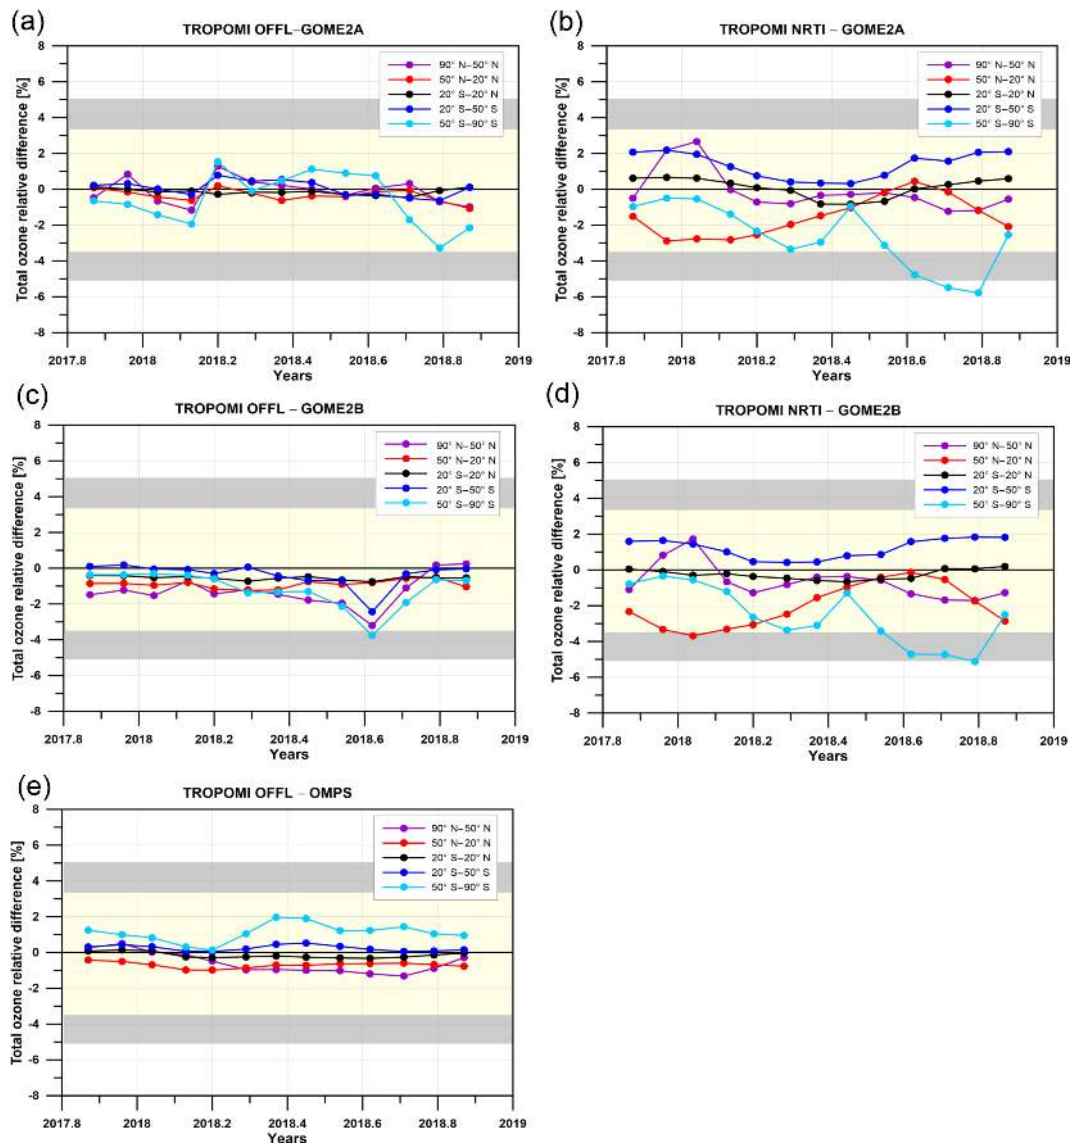 (a)
TROPOMI OFFL–GOME2A
Total ozone relative difference [%]
8
6
4
2
0
-2
-4
-6
-8
90° N–50° N
50° N–20° N
20° S–20° N
20° S–50° S
50° S–90° S
2017.8 2018 2018.2 2018.4 2018.6 2018.8 2019
Years
(b)
TROPOMI NRTI – GOME2A
Total ozone relative difference [%]
8
6
4
2
0
-2
-4
-6
-8
90° N–50° N
50° N–20° N
20° S–20° N
20° S–50° S
50° S–90° S
2017.8 2018 2018.2 2018.4 2018.6 2018.8 2019
Years
(c)
TROPOMI OFFL – GOME2B
Total ozone relative difference [%]
8
6
4
2
0
-2
-4
-6
-8
90° N–50° N
50° N–20° N
20° S–20° N
20° S–50° S
50° S–90° S
2017.8 2018 2018.2 2018.4 2018.6 2018.8 2019
Years
(d)
TROPOMI NRTI – GOME2B
Total ozone relative difference [%]
8
6
4
2
0
-2
-4
-6
-8
90° N–50° N
50° N–20° N
20° S–20° N
20° S–50° S
50° S–90° S
2017.8 2018 2018.2 2018.4 2018.6 2018.8 2019
Years
(e)
TROPOMI OFFL – OMPS
Total ozone relative difference [%]
8
6
4
2
0
-2
-4
-6
-8
90° N–50° N
50° N–20° N
20° S–20° N
20° S–50° S
50° S–90° S
2017.8 2018 2018.2 2018.4 2018.6 2018.8 2019
Years